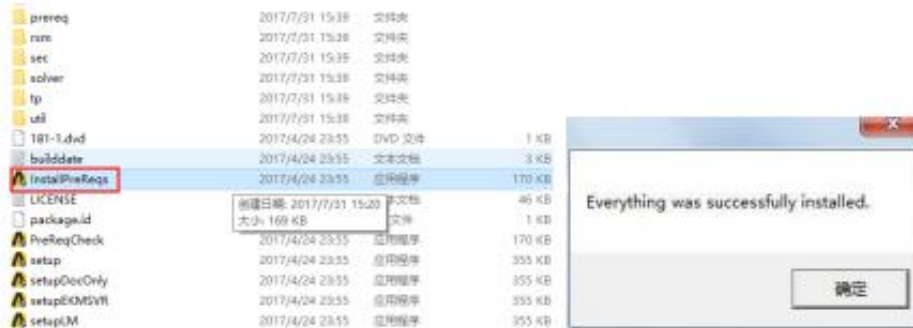 prereq 2017/7/31 15:39 文件夹
rsm 2017/7/31 15:39 文件夹
sec 2017/7/31 15:39 文件夹
solver 2017/7/31 15:39 文件夹
tp 2017/7/31 15:39 文件夹
util 2017/7/31 15:39 文件夹
181-1.dvd 2017/4/24 23:55 DVD 文件 1 KB
builddate 2017/4/24 23:55 文本文档 3 KB
InstallPreReqs 2017/4/24 23:55 应用程序 170 KB
LICENSE 本文档 46 KB
创建日期: 2017/7/31 15:20
大小: 169 KB
package.id 文件 1 KB
PreReqCheck 2017/4/24 23:55 应用程序 170 KB
setup 2017/4/24 23:55 应用程序 355 KB
setupDocOnly 2017/4/24 23:55 应用程序 355 KB
setupEKMSVR 2017/4/24 23:55 应用程序 355 KB
setupLM 2017/4/24 23:55 应用程序 355 KB
Everything was successfully installed.
确定